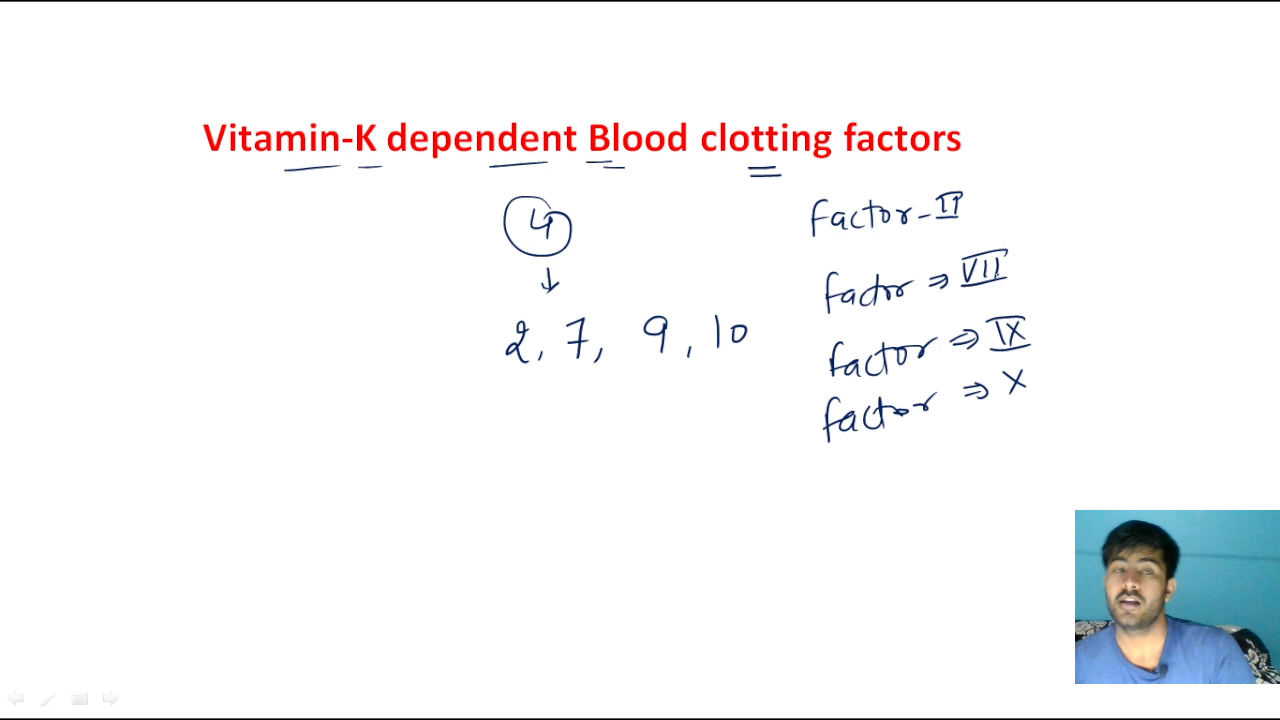 Vitamin-K dependent Blood clotting factors
4
2, 7, 9, 10
Factor - II
factor ⇒ VII
factor ⇒ IX
factor ⇒ X